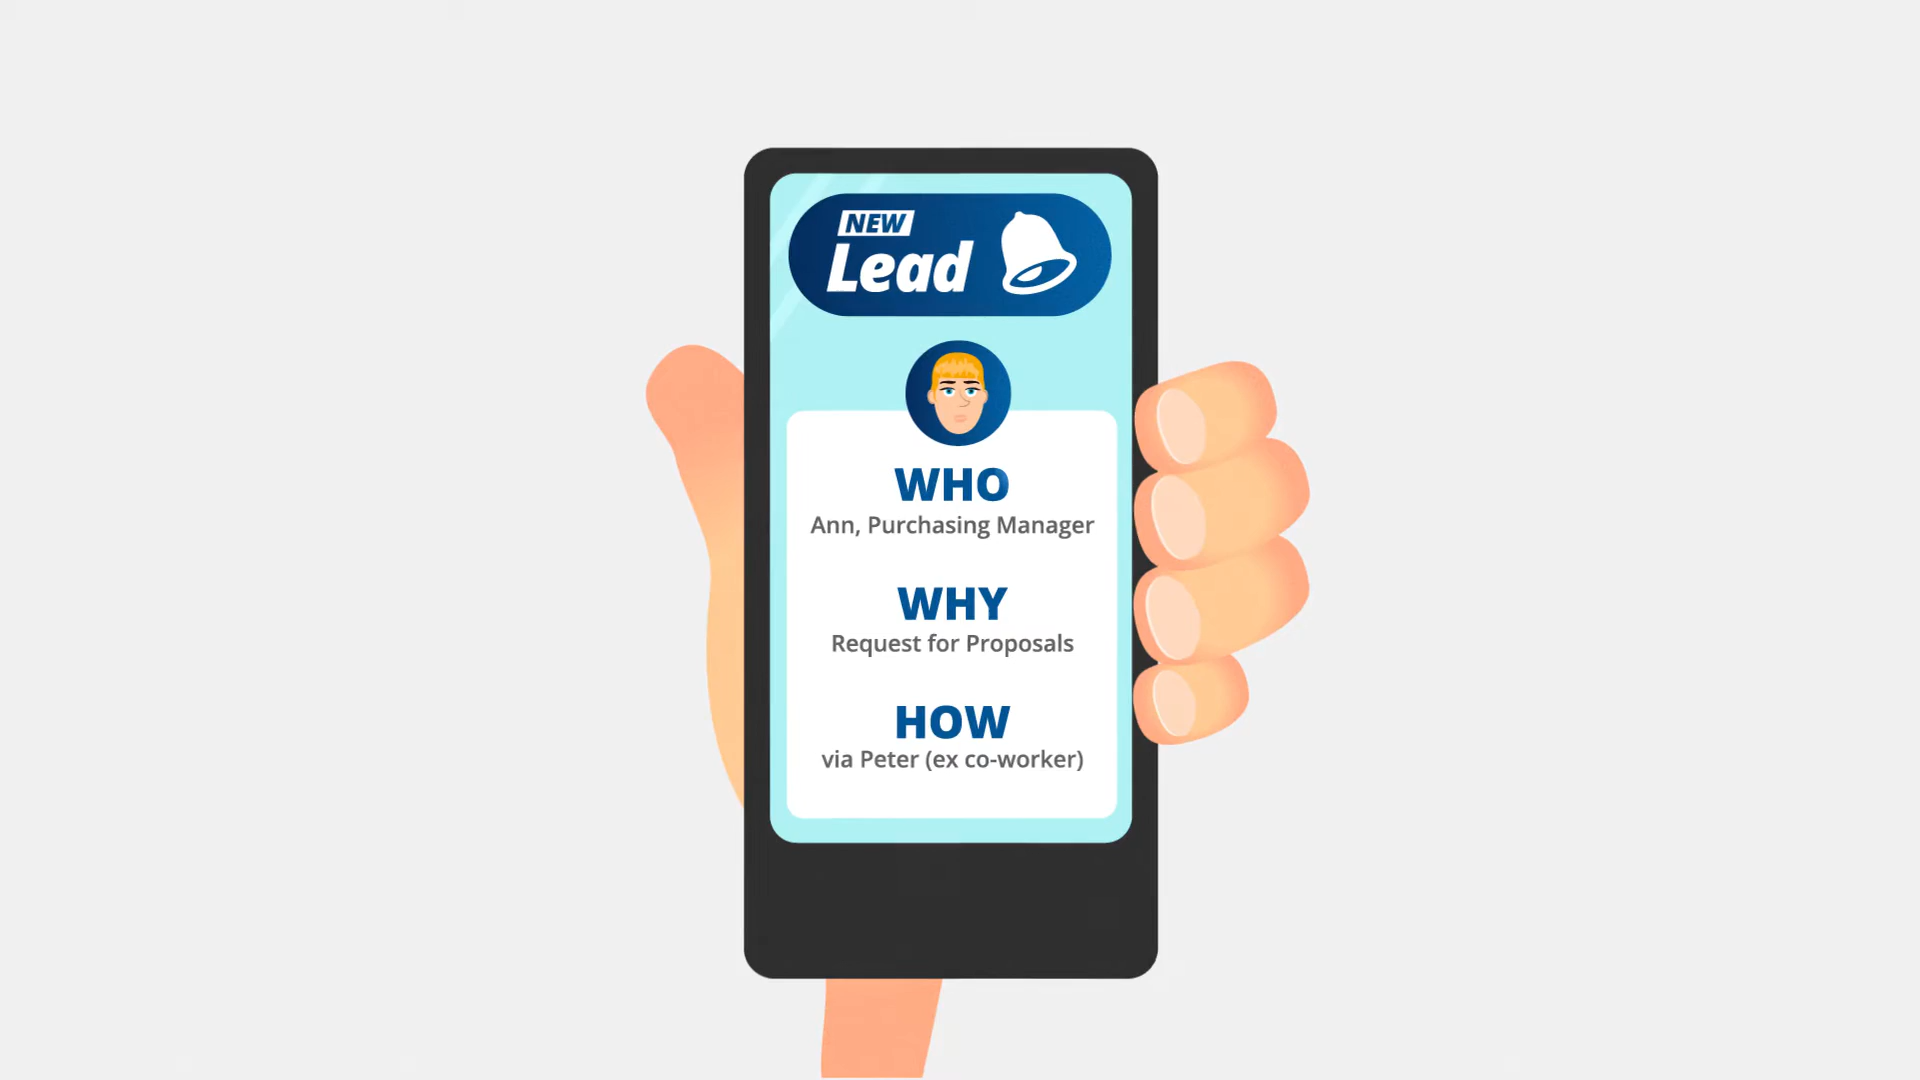 NEW
Lead
WHO
Ann, Purchasing Manager
WHY
Request for Proposals
HOW
via Peter (ex co-worker)